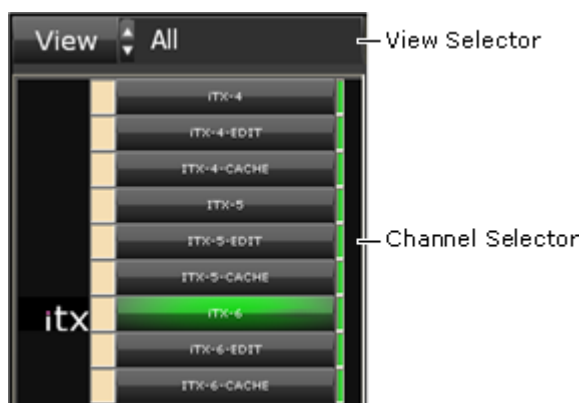 View All View Selector
iTX-4
iTX-4-EDIT
ITX-4-CACHE
ITX-5
ITX-5-EDIT
ITX-5-CACHE
Channel Selector
itx
iTX-6
iTX-6-EDIT
ITX-6-CACHE